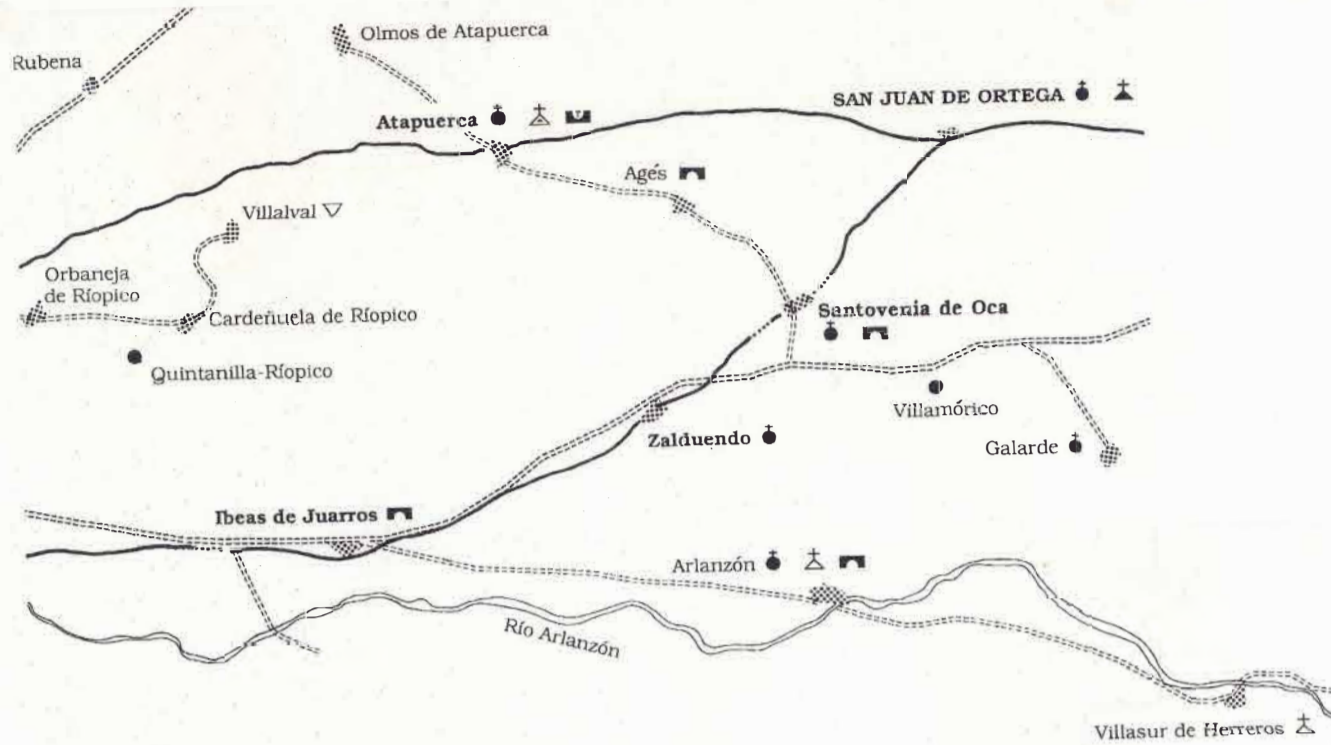 Olmos de Atapuerca
Rubena
SAN JUAN DE ORTEGA
Atapuerca
Agés
Villalval
Orbaneja
de Ríopico
Cardeñuela de Ríopico
Santovenia de Oca
Quintanilla-Ríopico
Villamórico
Zalduendo
Galarde
Ibeas de Juarros
Arlanzón
Río Arlanzón
Villasur de Herreros